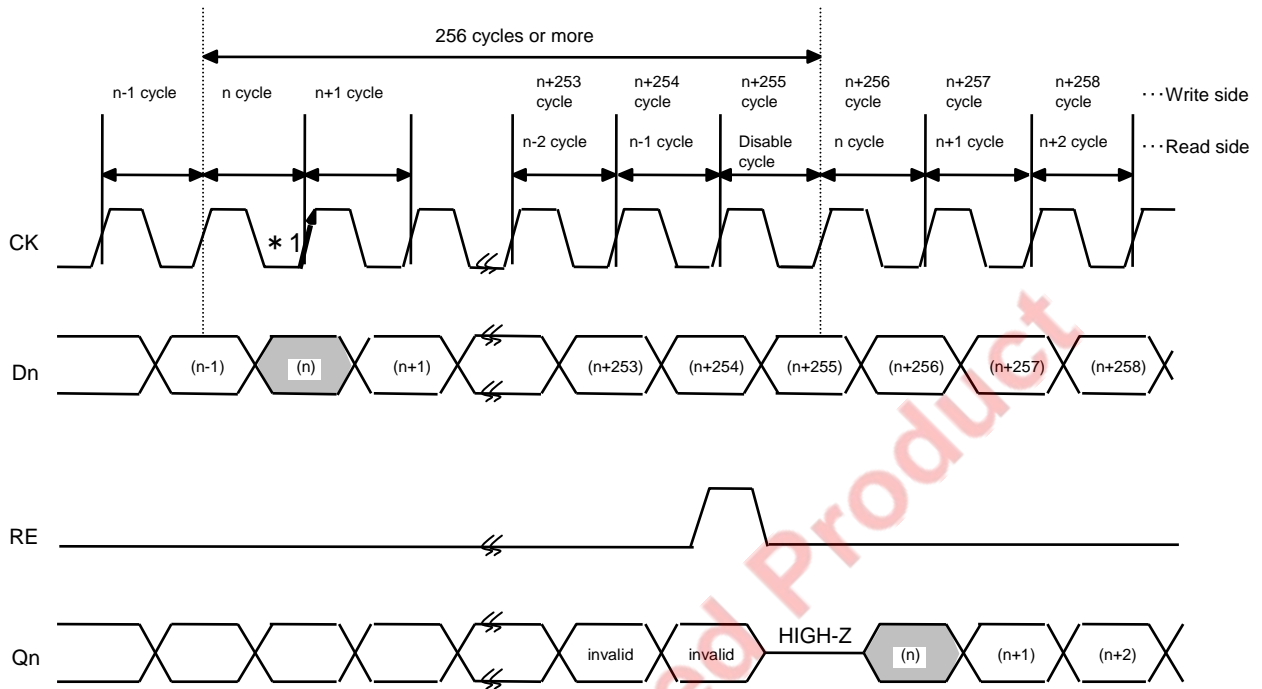 256 cycles or more
n-1 cycle n cycle n+1 cycle n+253 cycle n+254 cycle n+255 cycle n+256 cycle n+257 cycle n+258 cycle ···Write side
n-2 cycle n-1 cycle Disable cycle n cycle n+1 cycle n+2 cycle ···Read side
CK
*1
Dn (n-1) (n) (n+1) (n+253) (n+254) (n+255) (n+256) (n+257) (n+258)
RE
Qn invalid invalid HIGH-Z (n) (n+1) (n+2)
ed Product